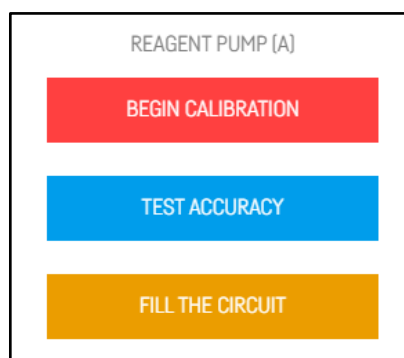 REAGENT PUMP (A)
BEGIN CALIBRATION
TEST ACCURACY
FILL THE CIRCUIT